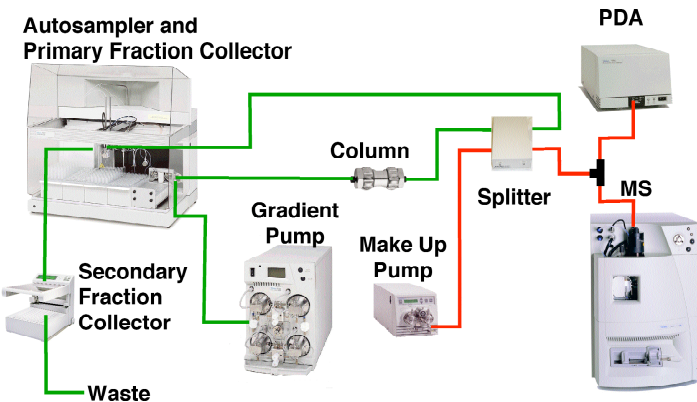 Autosampler and
Primary Fraction Collector
PDA
Column
Splitter
MS
Gradient
Pump
Make Up
Pump
Secondary
Fraction
Collector
Waste